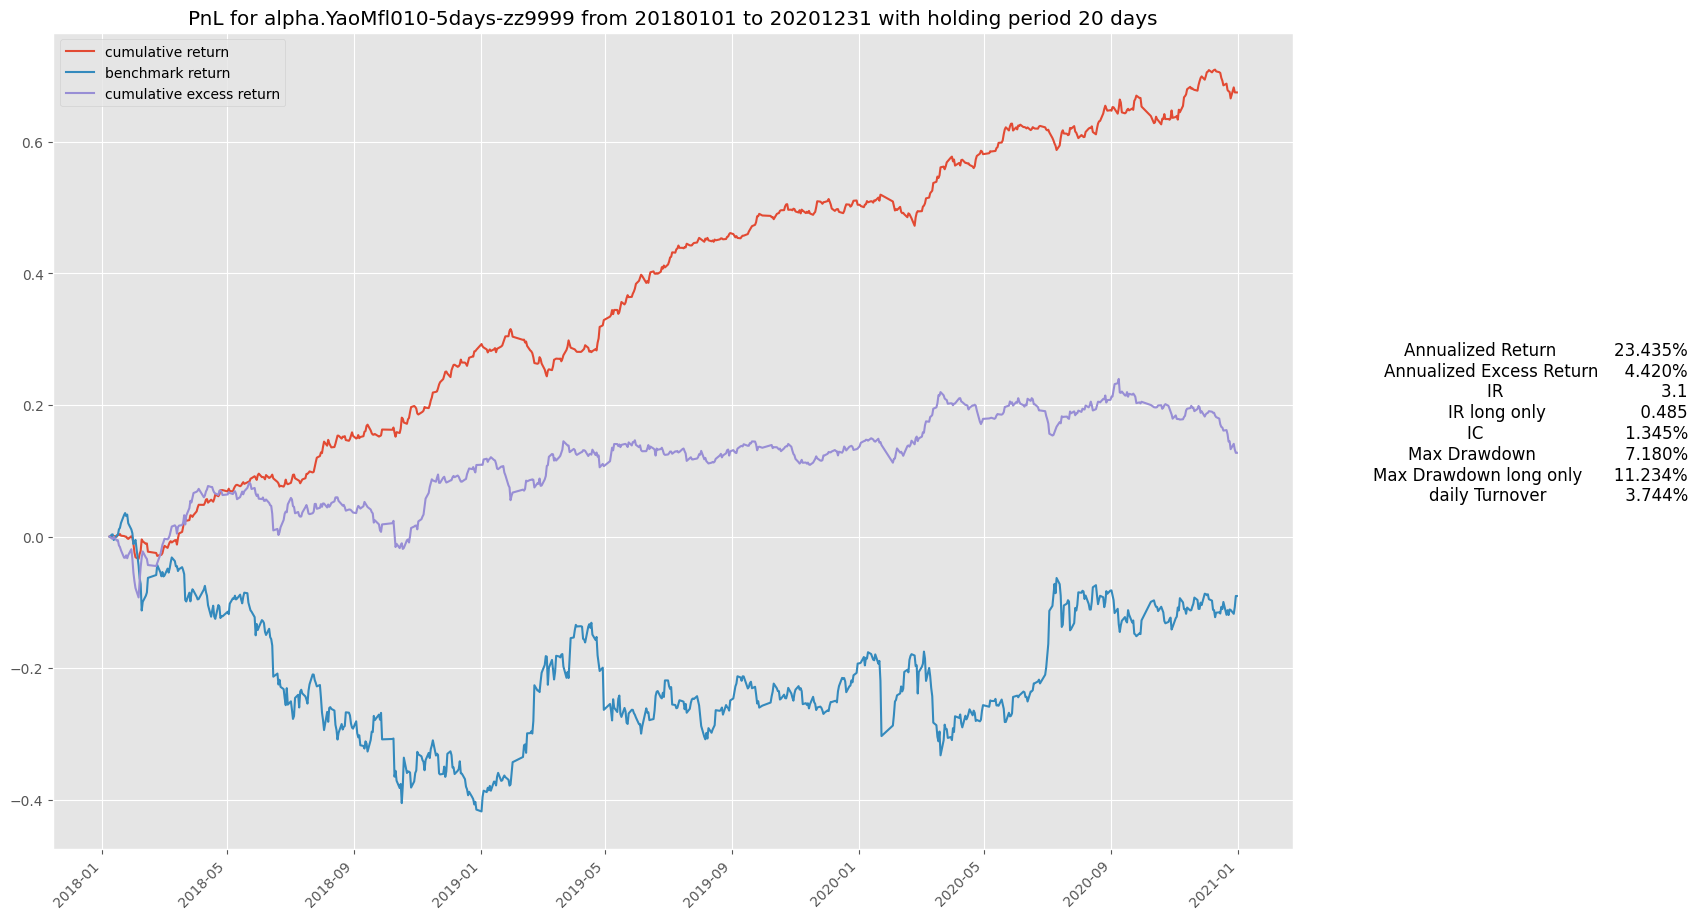 PnL for alpha.YaoMfl010-5days-zz9999 from 20180101 to 20201231 with holding period 20 days
cumulative return
benchmark return
cumulative excess return
0.6
0.4
0.2
0.0
−0.2
−0.4
2018-01
2018-05
2018-09
2019-01
2019-05
2019-09
2020-01
2020-05
2020-09
2021-01
Annualized Return 23.435%
Annualized Excess Return 4.420%
IR 3.1
IR long only 0.485
IC 1.345%
Max Drawdown 7.180%
Max Drawdown long only 11.234%
daily Turnover 3.744%